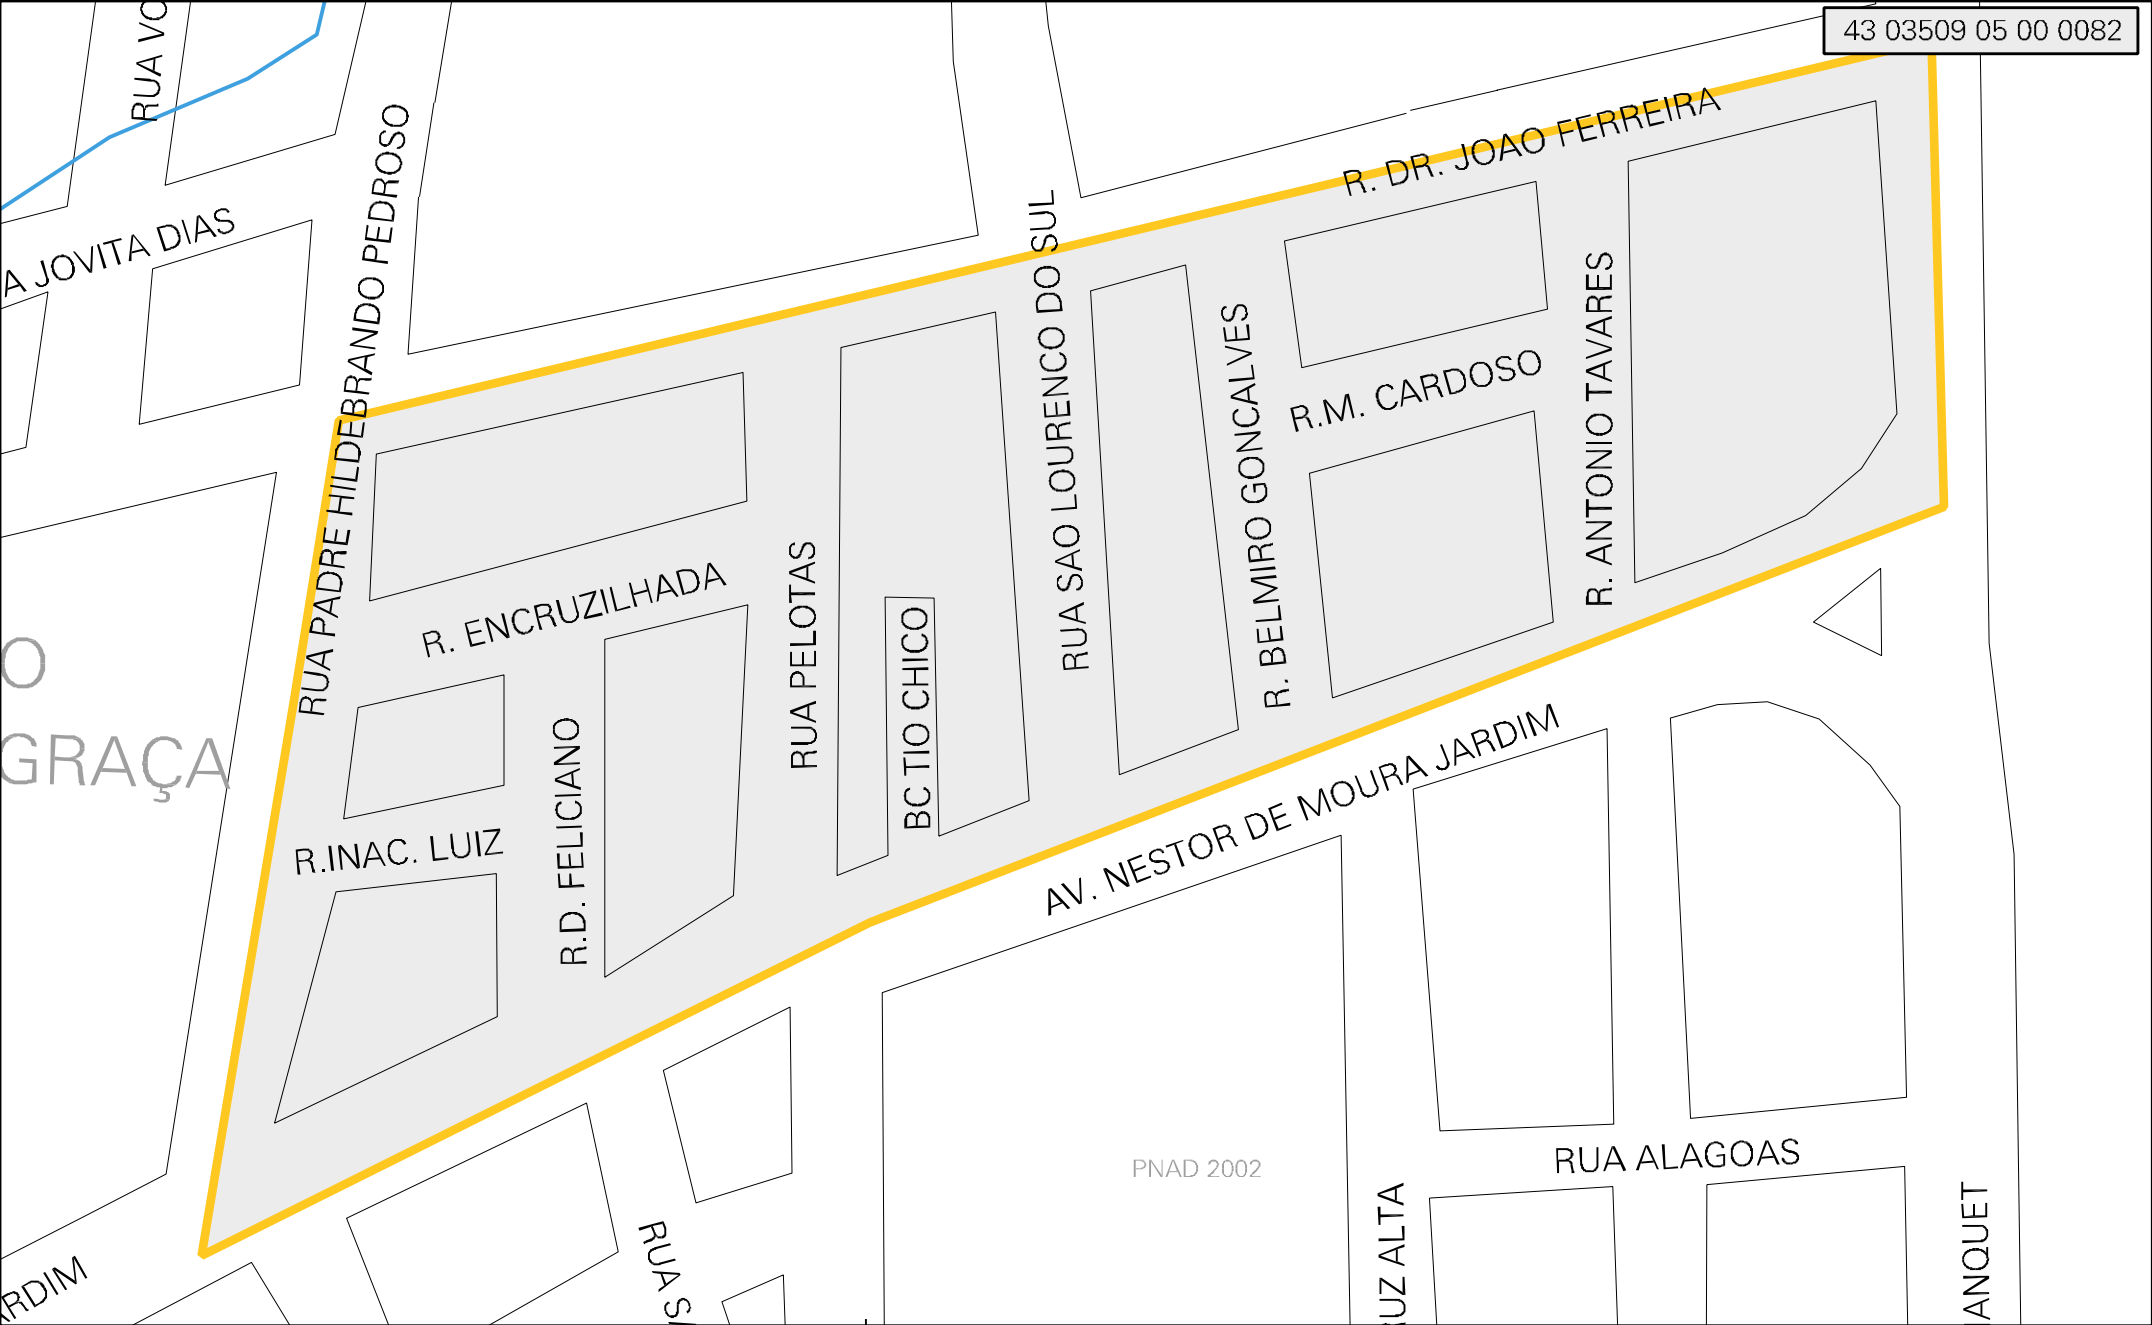 43 03509 05 00 0082
RUA VO
R. DR. JOAO FERREIRA
A JOVITA DIAS
RUA PADRE HILDEBRANDO PEDROSO
RUA SAO LOURENCO DO SUL
R. BELMIRO GONCALVES
R.M. CARDOSO
R. ANTONIO TAVARES
R. ENCRUZILHADA
RUA PELOTAS
BC TIO CHICO
O
GRAÇA
R.D. FELICIANO
R.INAC. LUIZ
AV. NESTOR DE MOURA JARDIM
PNAD 2002
RUA ALAGOAS
UZ ALTA
ANQUET
RUA S
RDIM